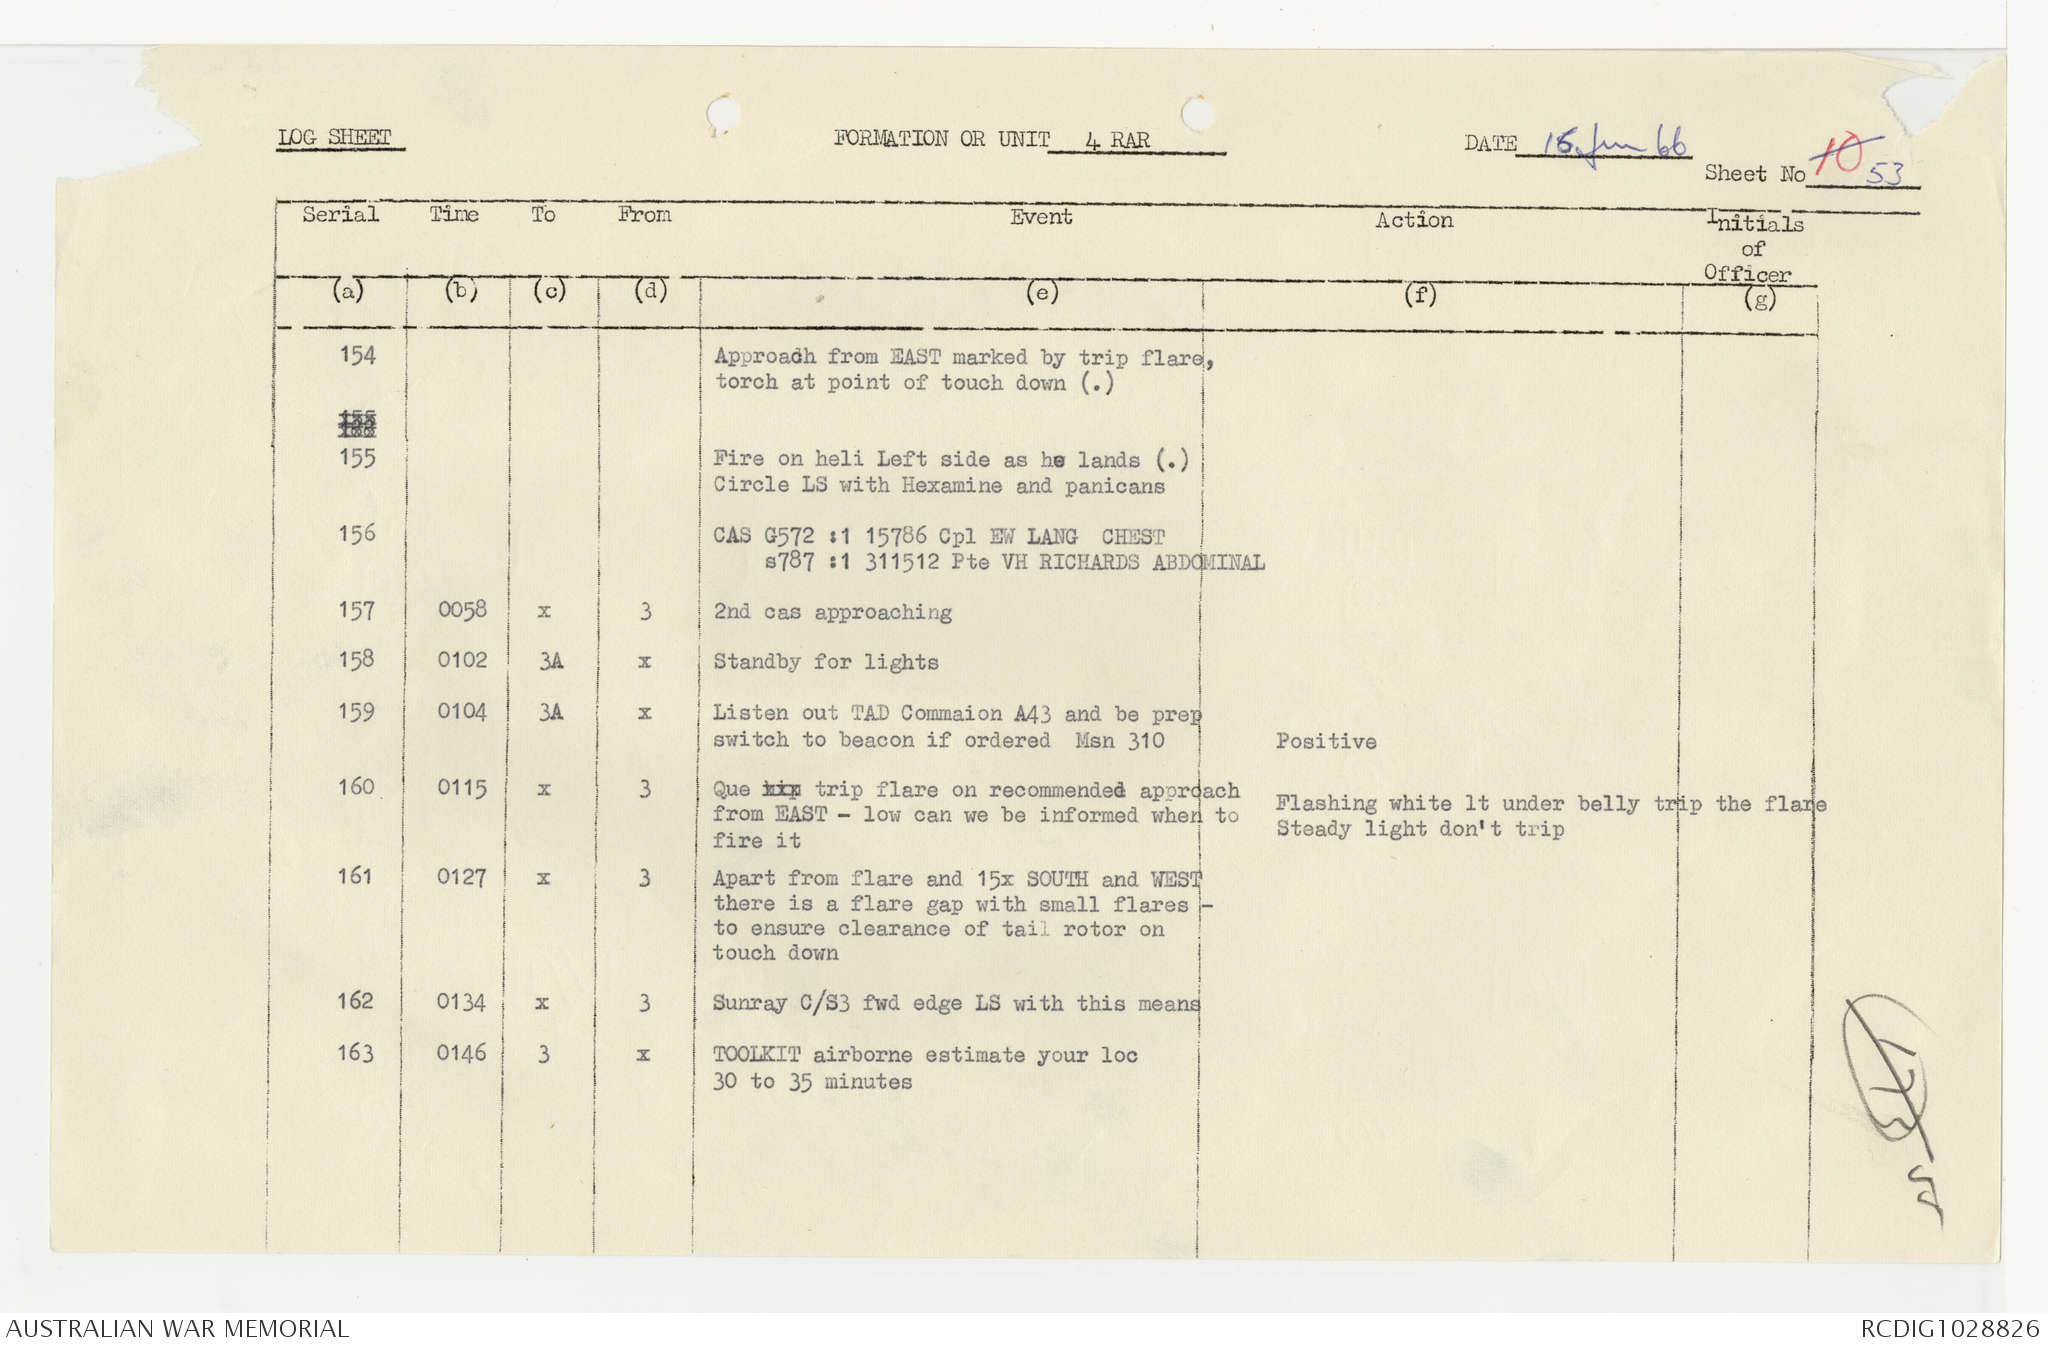 LOG SHEET FORMATION OR UNIT 4 RAR DATE 16 Jun 66
Sheet No 10 53
Serial Time To From Event Action Initials of Officer
(a) (b) (c) (d) (e) (f) (g)
154 Approach from EAST marked by trip flare,
torch at point of touch down (.)
155
155 Fire on heli Left side as he lands (.)
Circle LS with Hexamine and panicans
156 CAS G572 :1 15786 Cpl EW LANG CHEST
s787 :1 311512 Pte VH RICHARDS ABDOMINAL
157 0058 x 3 2nd cas approaching
158 0102 3A x Standby for lights
159 0104 3A x Listen out TAD Commaion A43 and be prep
switch to beacon if ordered Msn 310 Positive
160 0115 x 3 Que trip flare on recommended approach
from EAST - low can we be informed when to
fire it
Flashing white lt under belly trip the flare
Steady light don't trip
161 0127 x 3 Apart from flare and 15x SOUTH and WEST
there is a flare gap with small flares -
to ensure clearance of tail rotor on
touch down
162 0134 x 3 Sunray C/S3 fwd edge LS with this means
163 0146 3 x TOOLKIT airborne estimate your loc
30 to 35 minutes
AUSTRALIAN WAR MEMORIAL RCDIG1028826